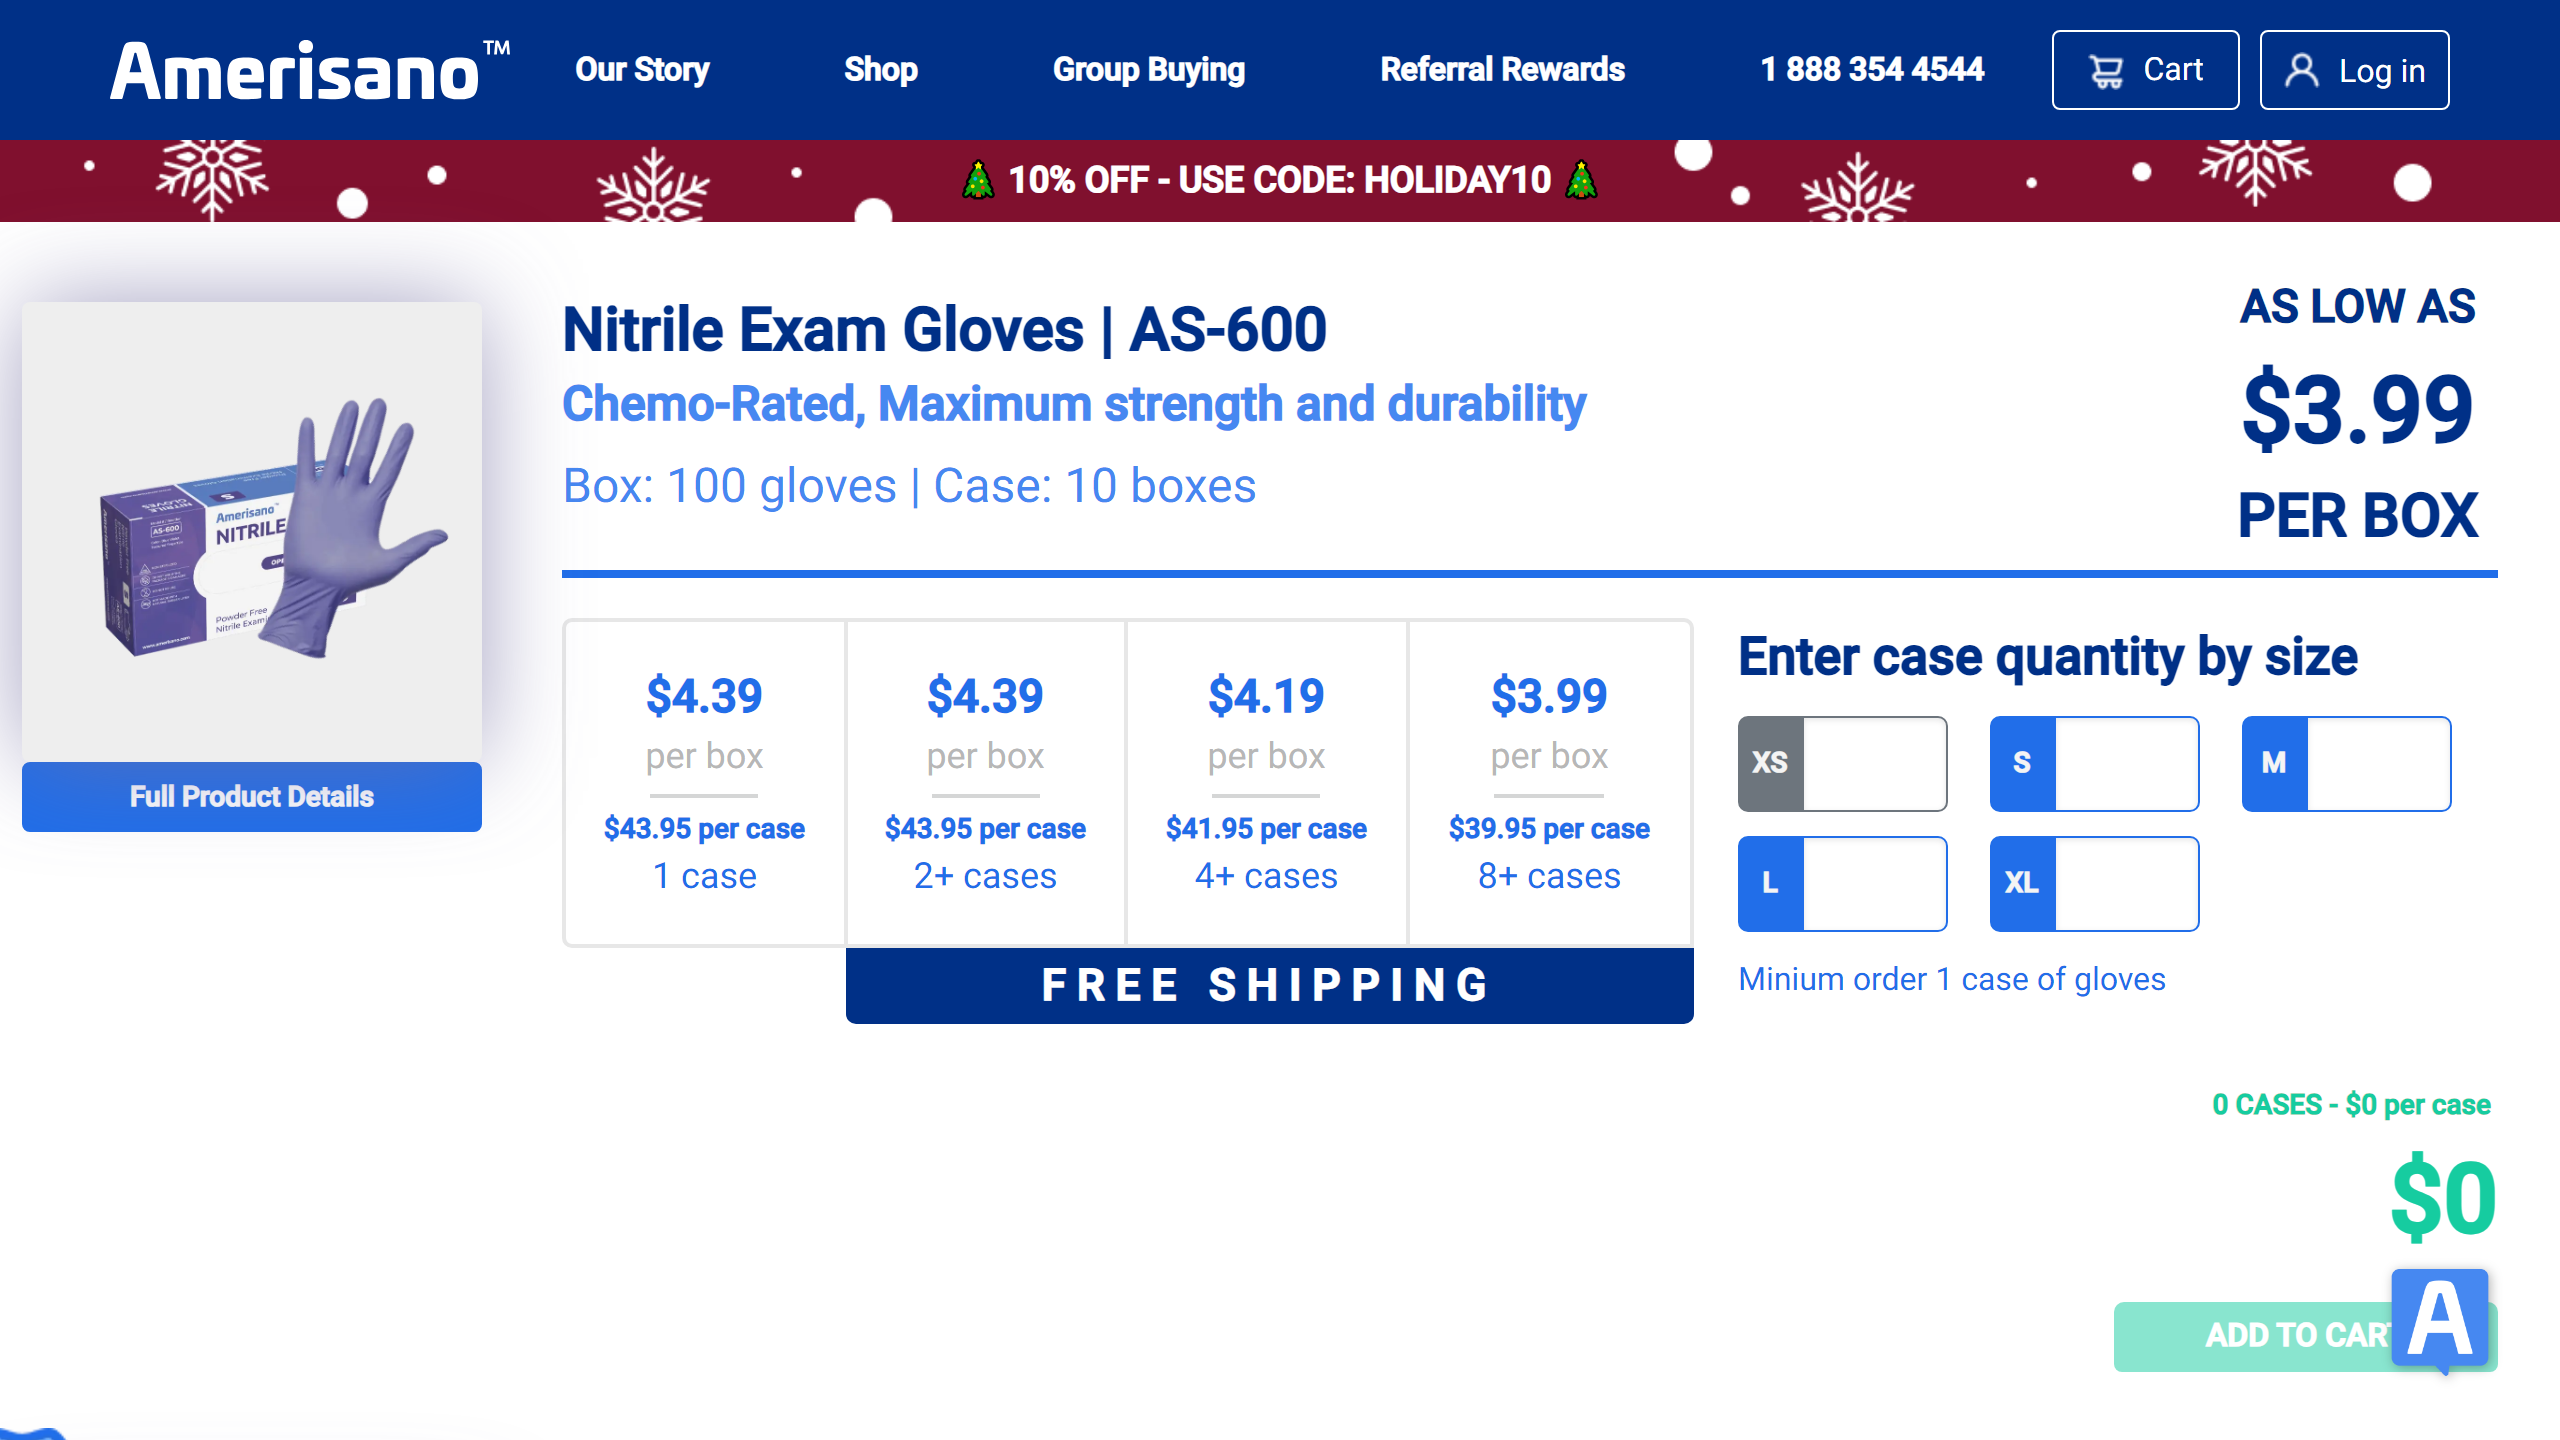 Amerisano™
Our Story
Shop
Group Buying
Referral Rewards
1 888 354 4544
Cart
Log in
🎄 10% OFF - USE CODE: HOLIDAY10 🎄
Amerisano
NITRILE
AS-600
S
Powder Free
www.amerisano.com
Full Product Details
Nitrile Exam Gloves | AS-600
Chemo-Rated, Maximum strength and durability
Box: 100 gloves | Case: 10 boxes
AS LOW AS
$3.99
PER BOX
$4.39
per box
$43.95 per case
1 case
$4.39
per box
$43.95 per case
2+ cases
$4.19
per box
$41.95 per case
4+ cases
$3.99
per box
$39.95 per case
8+ cases
FREE SHIPPING
Enter case quantity by size
XS
S
M
L
XL
Minium order 1 case of gloves
0 CASES - $0 per case
$0
ADD TO CART
A